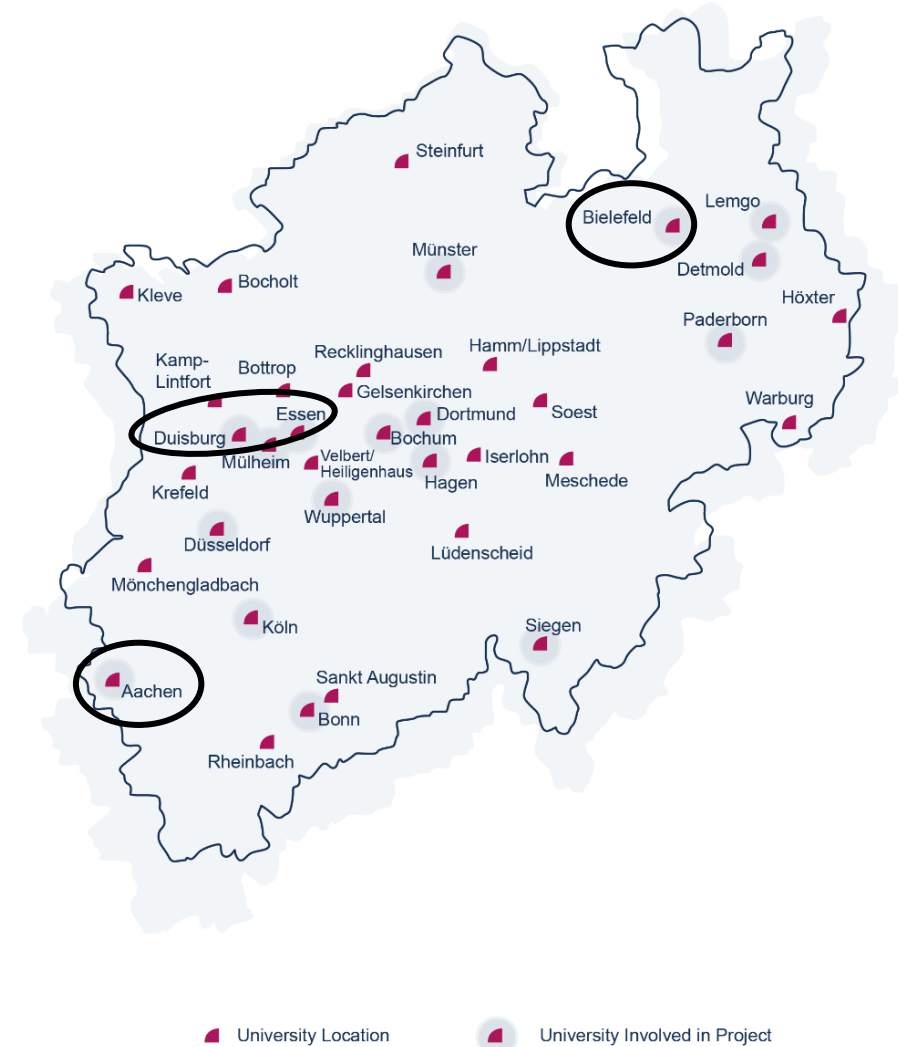 Steinfurt
Lemgo
Bielefeld
Münster
Detmold
Bocholt
Kleve
Höxter
Paderborn
Hamm/Lippstadt
Recklinghausen
Kamp-
Lintfort
Bottrop
Gelsenkirchen
Warburg
Soest
Essen
Dortmund
Duisburg
Bochum
Mülheim
Velbert/
Heiligenhaus
Iserlohn
Hagen
Meschede
Krefeld
Wuppertal
Düsseldorf
Lüdenscheid
Mönchengladbach
Köln
Siegen
Sankt Augustin
Aachen
Bonn
Rheinbach
University Location
University Involved in Project